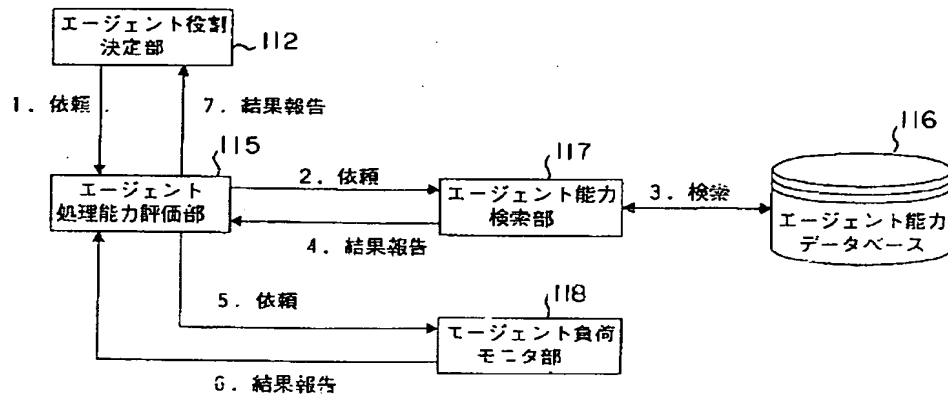 エージェント役割
決定部
112
1. 依頼
7. 結果報告
115
エージェント
処理能力評価部
2. 依頼
4. 結果報告
117
エージェント能力
検索部
3. 検索
116
エージェント能力
データベース
5. 依頼
118
エージェント負荷
モニタ部
6. 結果報告